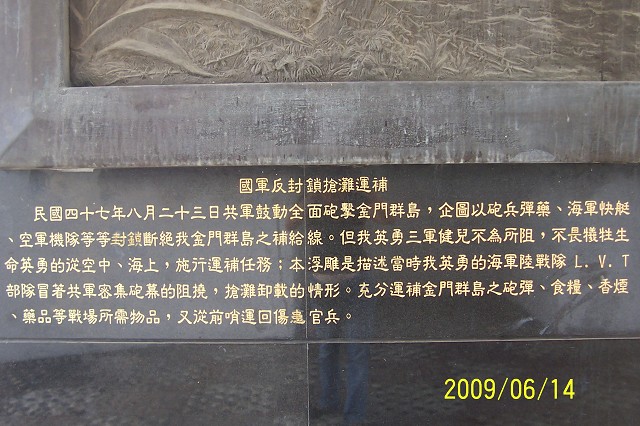 國軍反封鎖搶灘運補
民國四十七年八月二十三日共軍鼓動全面砲擊金門群島，企圖以砲兵彈藥、海軍快艇
、空軍機隊等等封鎖斷絕我金門群島之補給線。但我英勇三軍健兒不為所阻，不畏犧牲生
命英勇的從空中、海上，施行運補任務；本浮雕是描述當時我英勇的海軍陸戰隊 L.V.T
部隊冒著共軍密集砲幕的阻撓，搶灘卸載的情形。充分運補金門群島之砲彈、食糧、香煙
、藥品等戰場所需物品，又從前哨運回傷患官兵。
2009/06/14